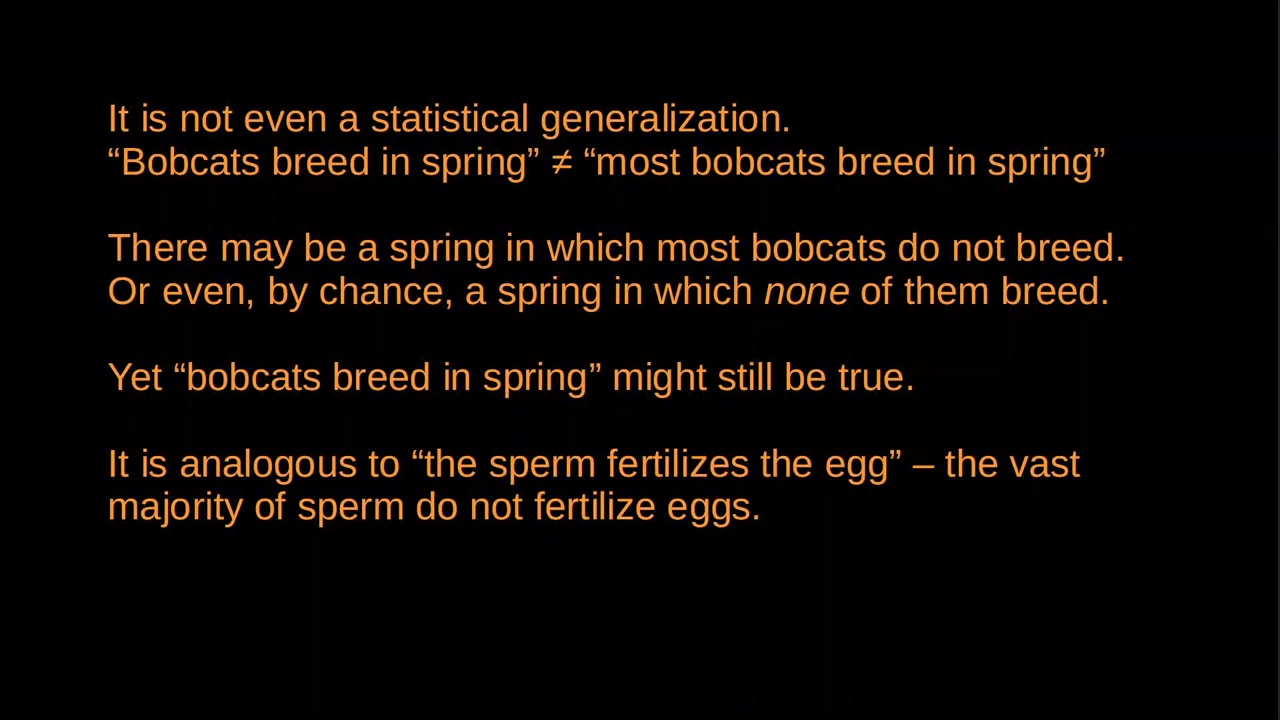 It is not even a statistical generalization.
“Bobcats breed in spring” ≠ “most bobcats breed in spring”
There may be a spring in which most bobcats do not breed.
Or even, by chance, a spring in which none of them breed.
Yet “bobcats breed in spring” might still be true.
It is analogous to “the sperm fertilizes the egg” – the vast
majority of sperm do not fertilize eggs.